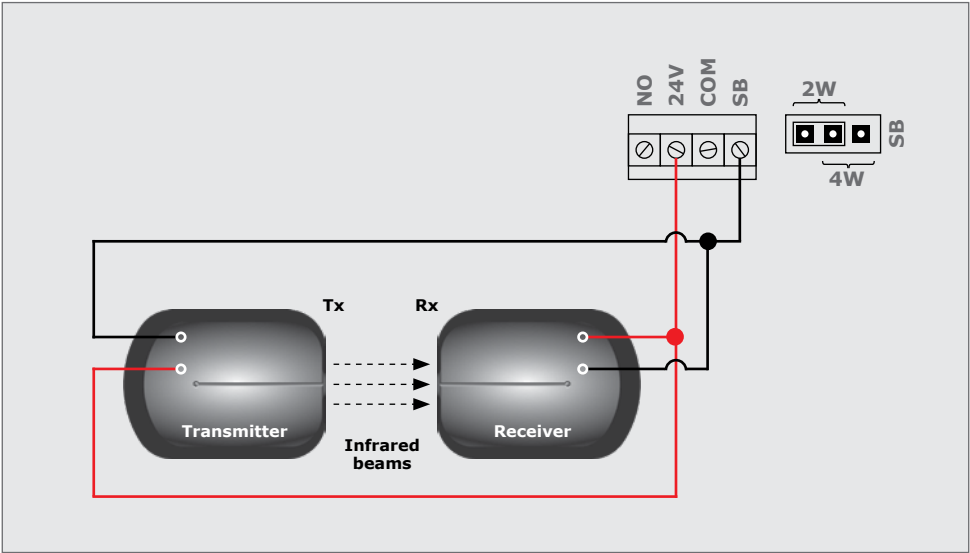 NO
24V
COM
SB
2W
SB
4W
Tx
Rx
Transmitter
Receiver
Infrared
beams